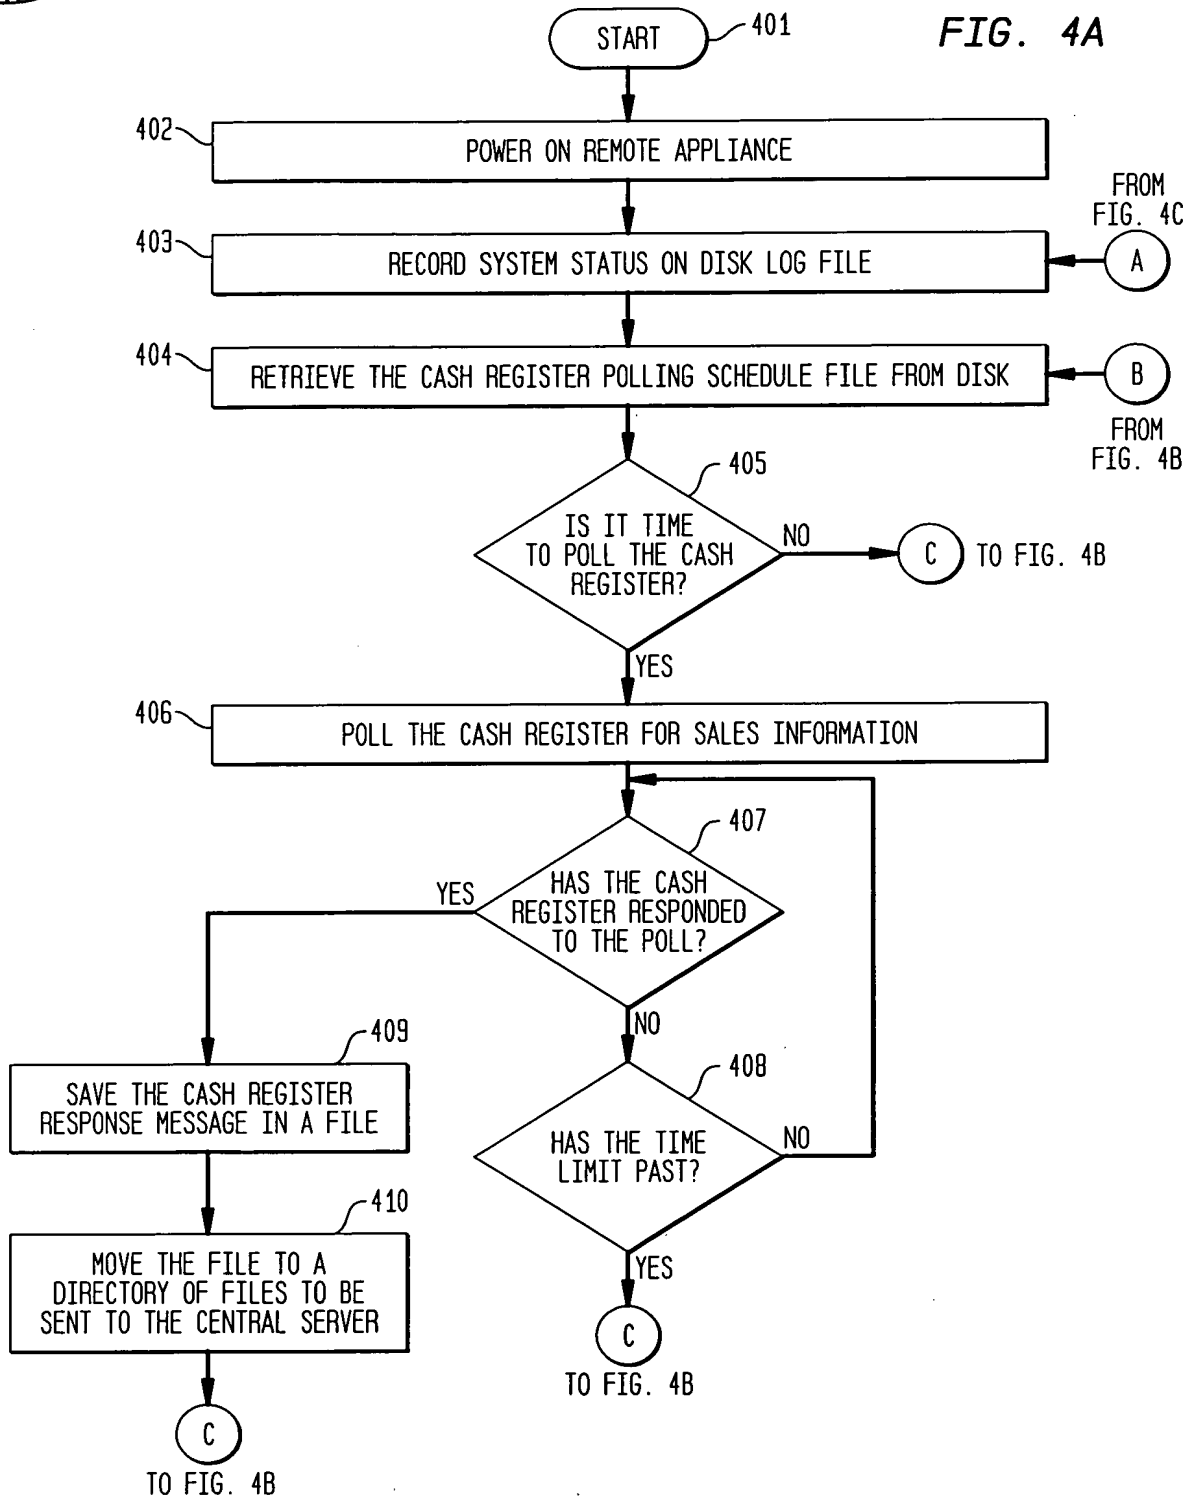 FIG. 4A
START
401
402
POWER ON REMOTE APPLIANCE
FROM
FIG. 4C
403
RECORD SYSTEM STATUS ON DISK LOG FILE
A
404
RETRIEVE THE CASH REGISTER POLLING SCHEDULE FILE FROM DISK
B
FROM
FIG. 4B
405
IS IT TIME
TO POLL THE CASH
REGISTER?
NO
C
TO FIG. 4B
YES
406
POLL THE CASH REGISTER FOR SALES INFORMATION
407
HAS THE CASH
REGISTER RESPONDED
TO THE POLL?
YES
NO
408
HAS THE TIME
LIMIT PAST?
NO
YES
C
TO FIG. 4B
409
SAVE THE CASH REGISTER
RESPONSE MESSAGE IN A FILE
410
MOVE THE FILE TO A
DIRECTORY OF FILES TO BE
SENT TO THE CENTRAL SERVER
C
TO FIG. 4B